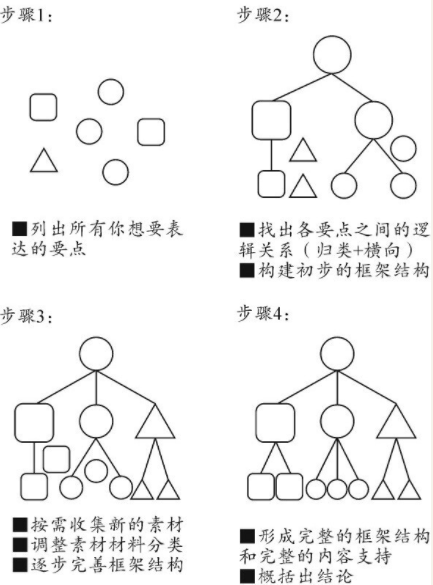 步骤1:
■列出所有你想要表
达的要点
步骤2:
■找出各要点之间的逻
辑关系（归类+横向）
■构建初步的框架结构
步骤3:
■按需收集新的素材
■调整素材材料分类
■逐步完善框架结构
步骤4:
■形成完整的框架结构
和完整的内容支持
■概括出结论